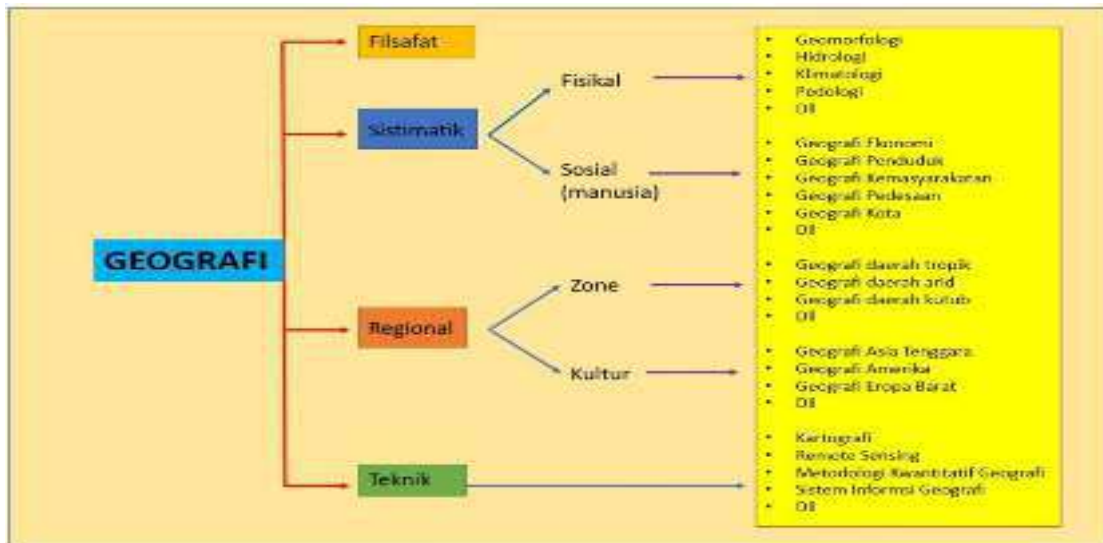 GEOGRAFI
Filsafat
Sistimatik
Fisikal
• Geomorfologi
• Hidrologi
• Klimatologi
• Pedologi
• Dll
Sosial
(manusia)
• Geografi Ekonomi
• Geografi Penduduk
• Geografi Kemasyarakatan
• Geografi Pedesaan
• Geografi Kota
• Dll
Regional
Zone
• Geografi daerah tropik
• Geografi daerah arid
• Geografi daerah kutub
• Dll
Kultur
• Geografi Asia Tenggara
• Geografi Amerika
• Geografi Eropa Barat
• Dll
Teknik
• Kartografi
• Remote Sensing
• Metodologi Kwantitatif Geografi
• Sistem Informsi Geografi
• Dll